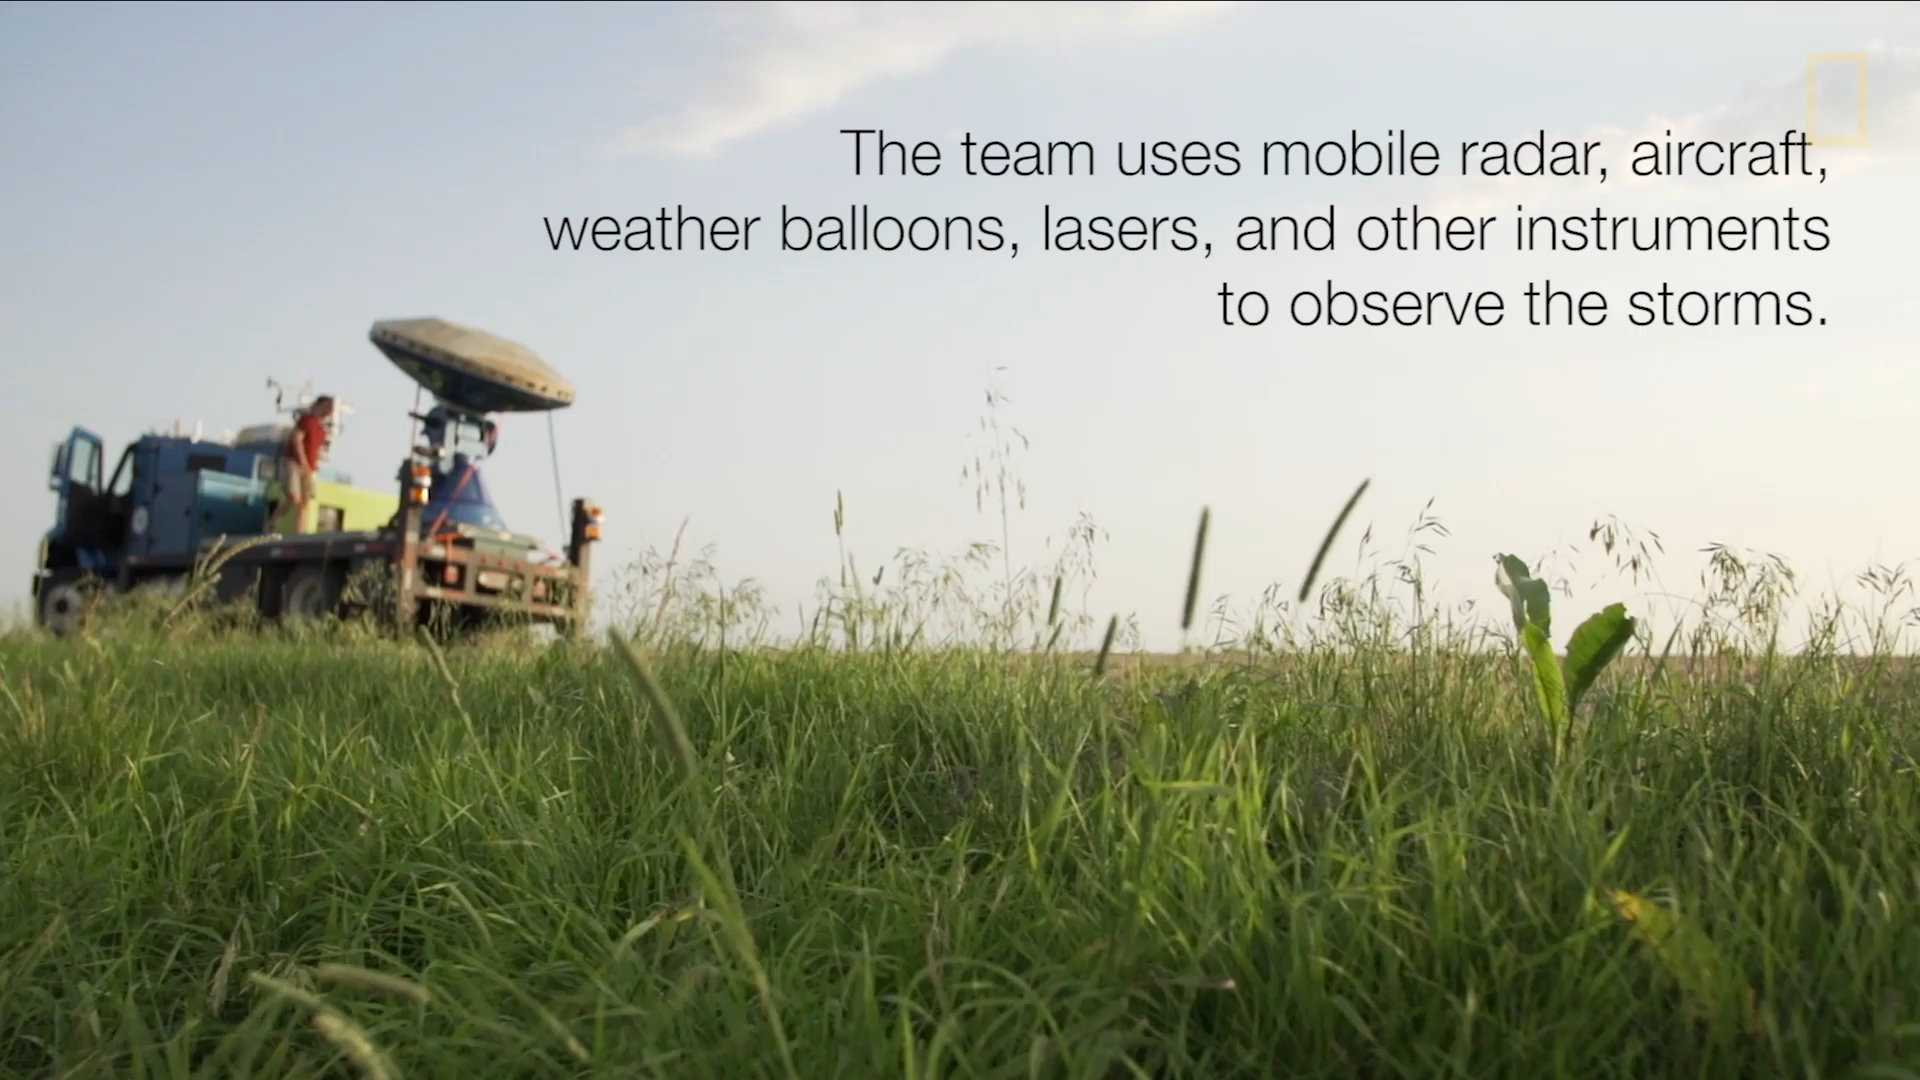 The team uses mobile radar, aircraft,
weather balloons, lasers, and other instruments
to observe the storms.